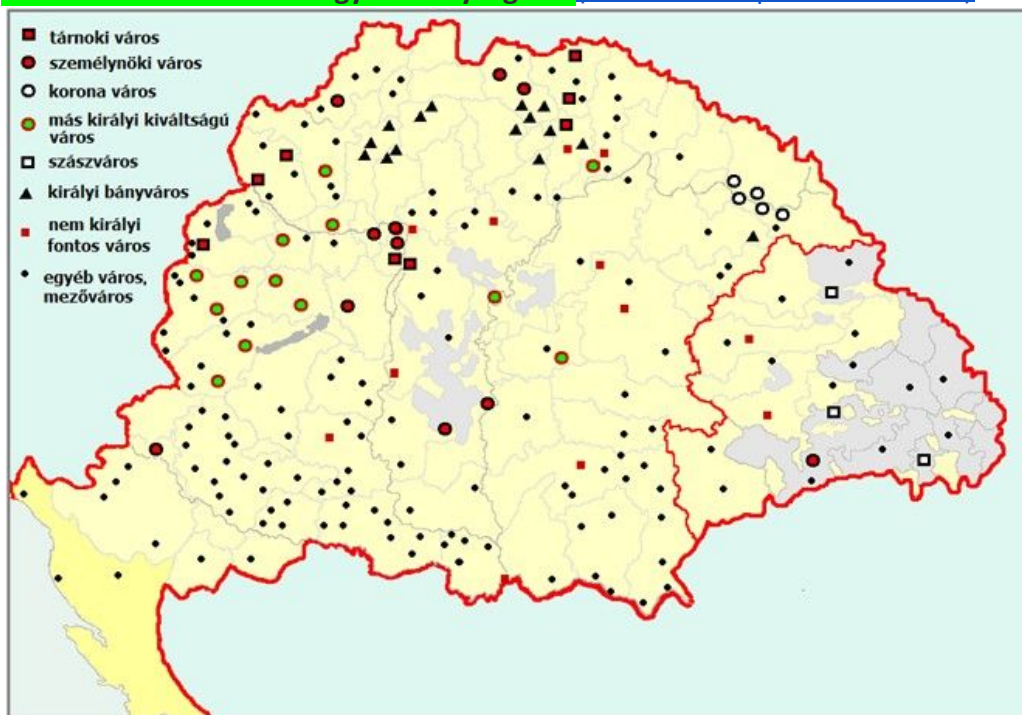 tárnoki város
személynöki város
korona város
más királyi kiváltságú
város
szászváros
királyi bányváros
nem királyi
fontos város
egyéb város,
mezőváros